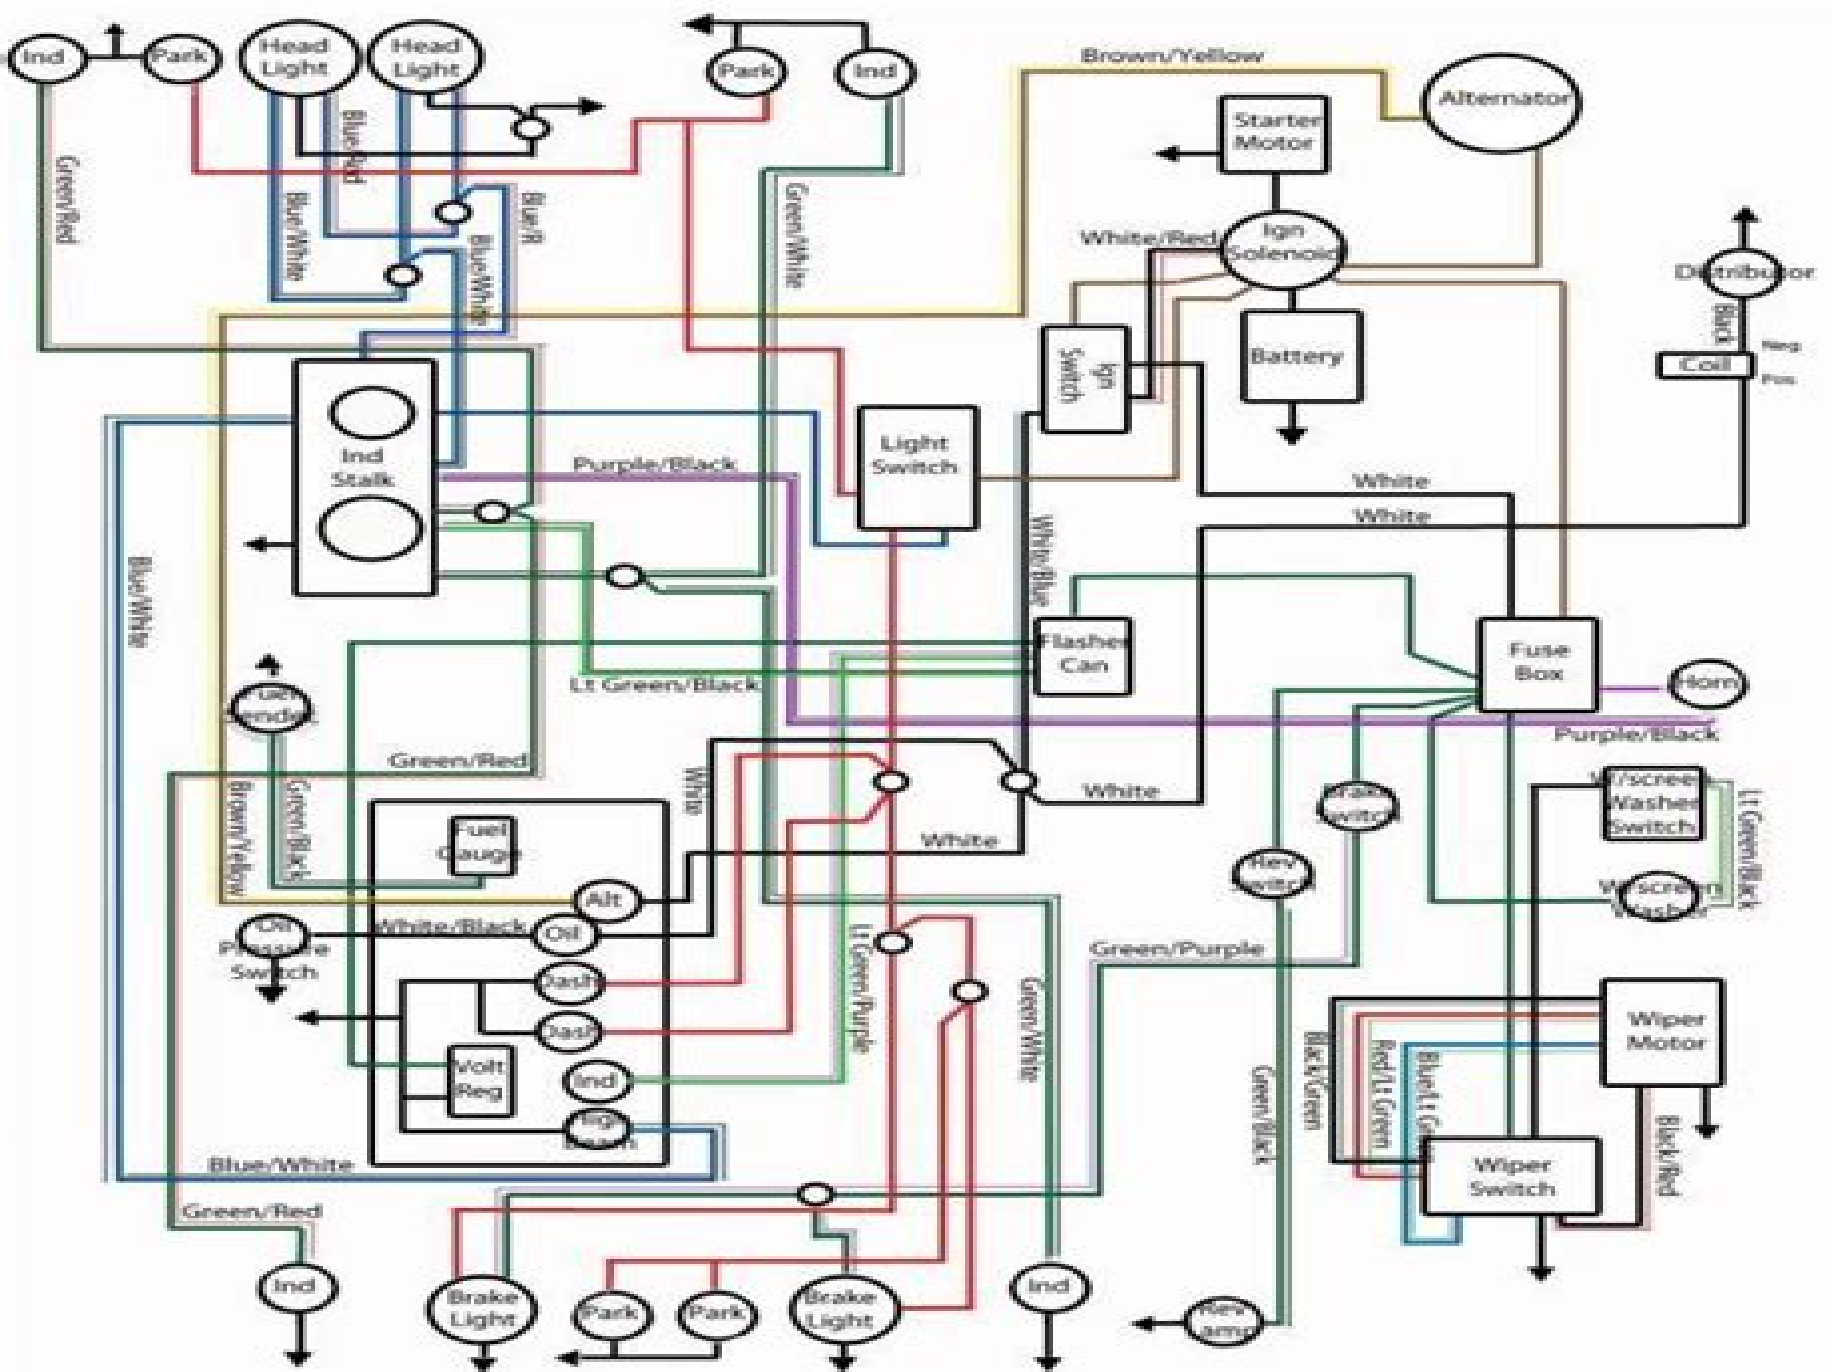 Ind
Park
Head
Light
Head
Light
Park
Ind
Brown/Yellow
Alternator
Starter
Motor
Green/Red
Blue/Red
Blue/White
Blue/R
Blue/White
Green/White
White/Red
Ign
Solenoid
Distributor
Black
Neg
Coil
Pos
Ign
Switch
Battery
Light
Switch
Ind
Stalk
Purple/Black
White
White
Blue/White
White/Blue
Flasher
Can
Fuse
Box
Horn
Lt Green/Black
Purple/Black
Fuel
Sender
Green/Red
White
White
Brown/Yellow
Green/Black
Fuel
Gauge
White
Brake
Switch
W/screen
Washer
Switch
Lt Green/Black
Rev
Switch
W/screen
Washer
Alt
Oil
Pressure
Switch
White/Black
Oil
Dash
Dash
Lt Green/Purple
Green/White
Green/Purple
Volt
Reg
Ind
High
Beam
Wiper
Motor
Black/Green
Red/Lt Green
Blue/Lt Green
Black/Red
Green/Black
Blue/White
Wiper
Switch
Green/Red
Ind
Brake
Light
Park
Park
Brake
Light
Ind
Rev
Lamp